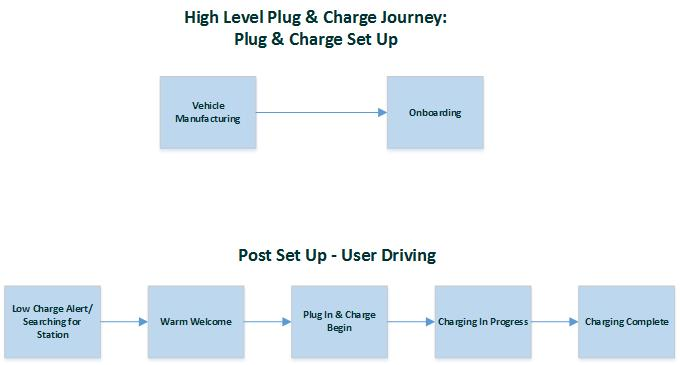 High Level Plug & Charge Journey:
Plug & Charge Set Up
Vehicle
Manufacturing
Onboarding
Post Set Up - User Driving
Low Charge Alert/
Searching for
Station
Warm Welcome
Plug In & Charge
Begin
Charging In Progress
Charging Complete